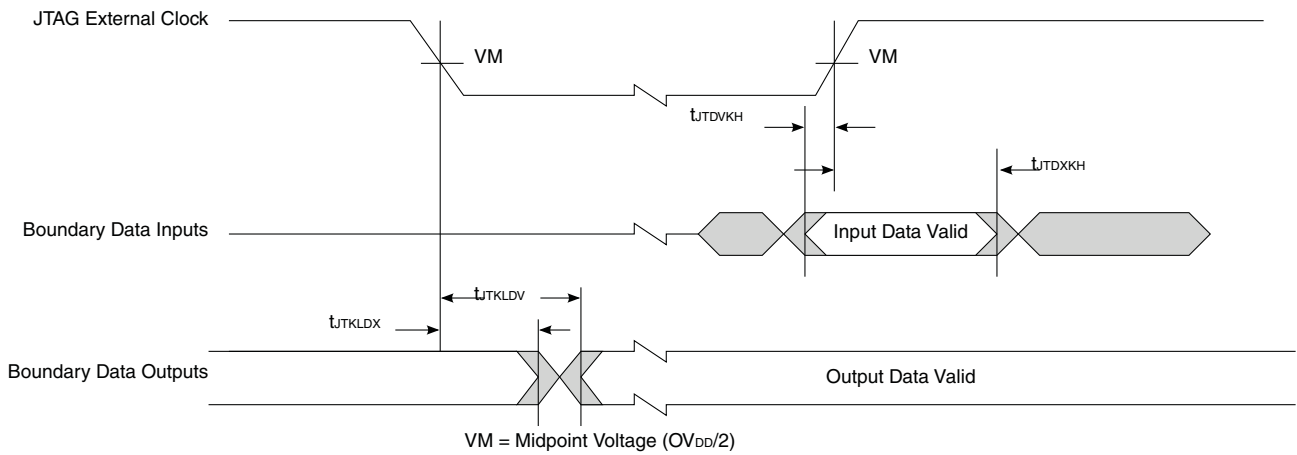 JTAG External Clock
VM
VM
tJTDVKH
tJTDXKH
Boundary Data Inputs
Input Data Valid
tJTKLDV
tJTKLDX
Boundary Data Outputs
Output Data Valid
VM = Midpoint Voltage (OVDD/2)